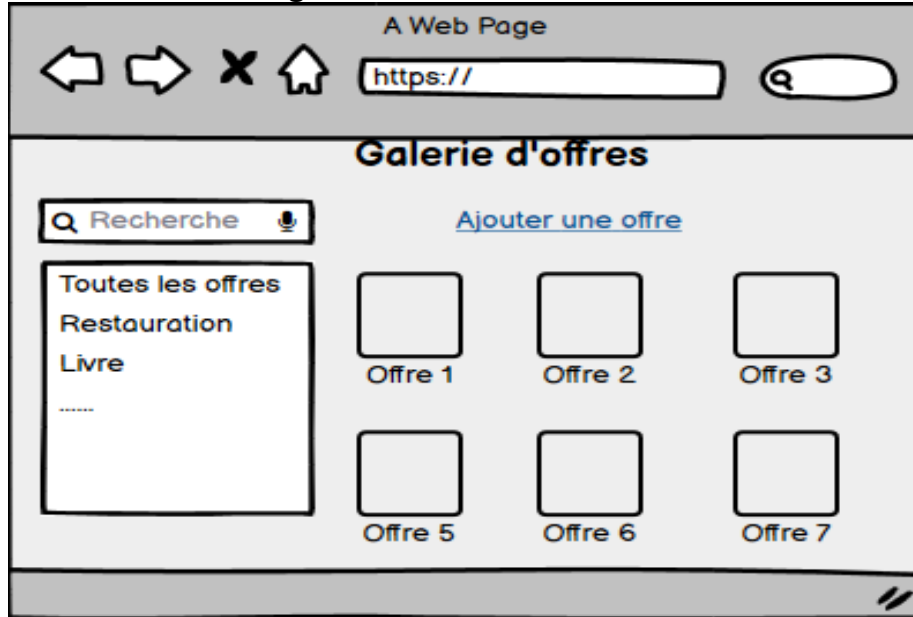 A Web Page
https://
Galerie d'offres
Recherche
Ajouter une offre
Toutes les offres
Restauration
Livre
......
Offre 1 Offre 2 Offre 3
Offre 5 Offre 6 Offre 7